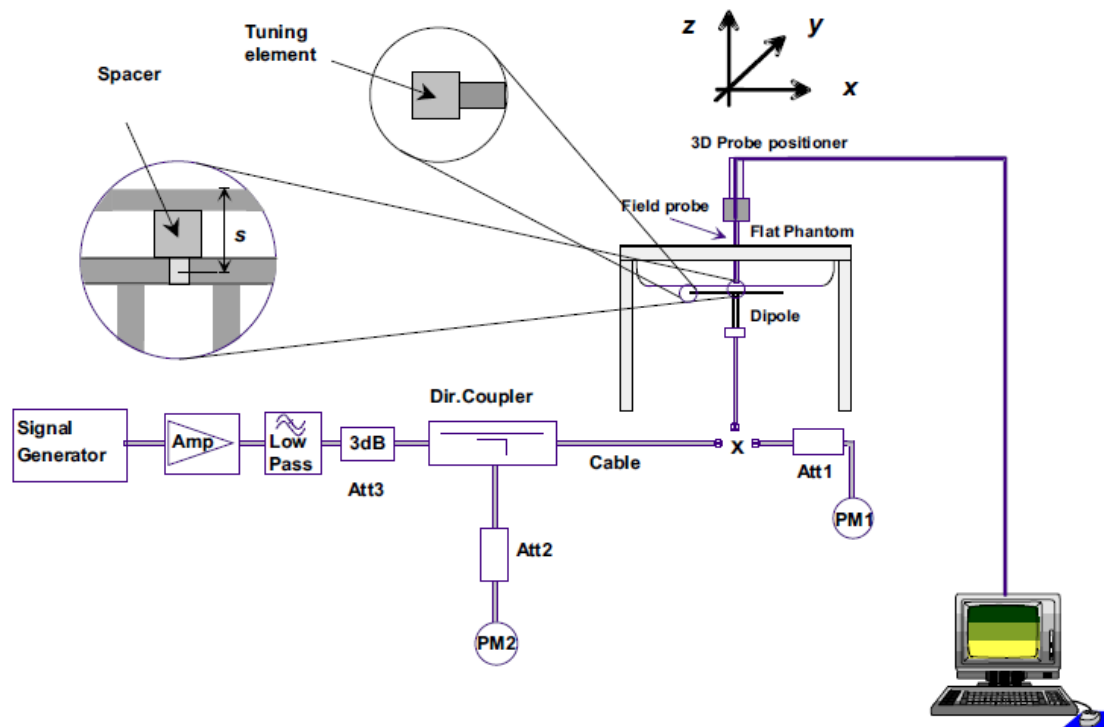 Tuning
element
z
y
x
Spacer
3D Probe positioner
Field probe
Flat Phantom
s
Dipole
Dir.Coupler
Signal
Generator
Amp
Low
Pass
3dB
Att3
Cable
x
Att1
PM1
Att2
PM2